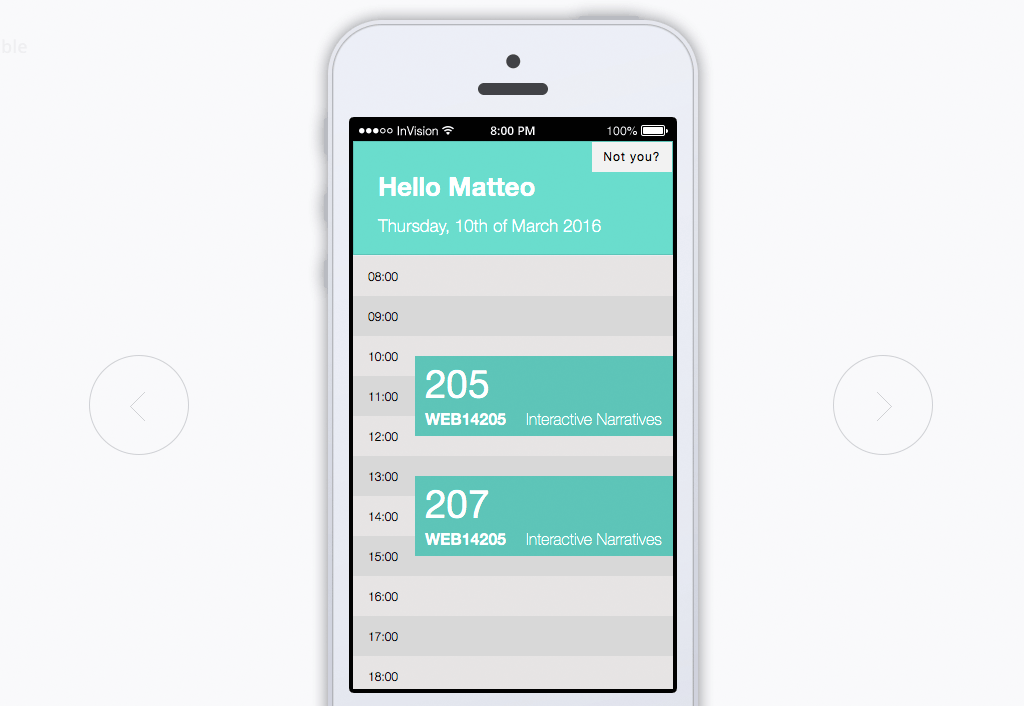 ble
InVision 8:00 PM 100%
Not you?
Hello Matteo
Thursday, 10th of March 2016
08:00
09:00
10:00
205
11:00
WEB14205 Interactive Narratives
12:00
13:00
207
14:00
WEB14205 Interactive Narratives
15:00
16:00
17:00
18:00